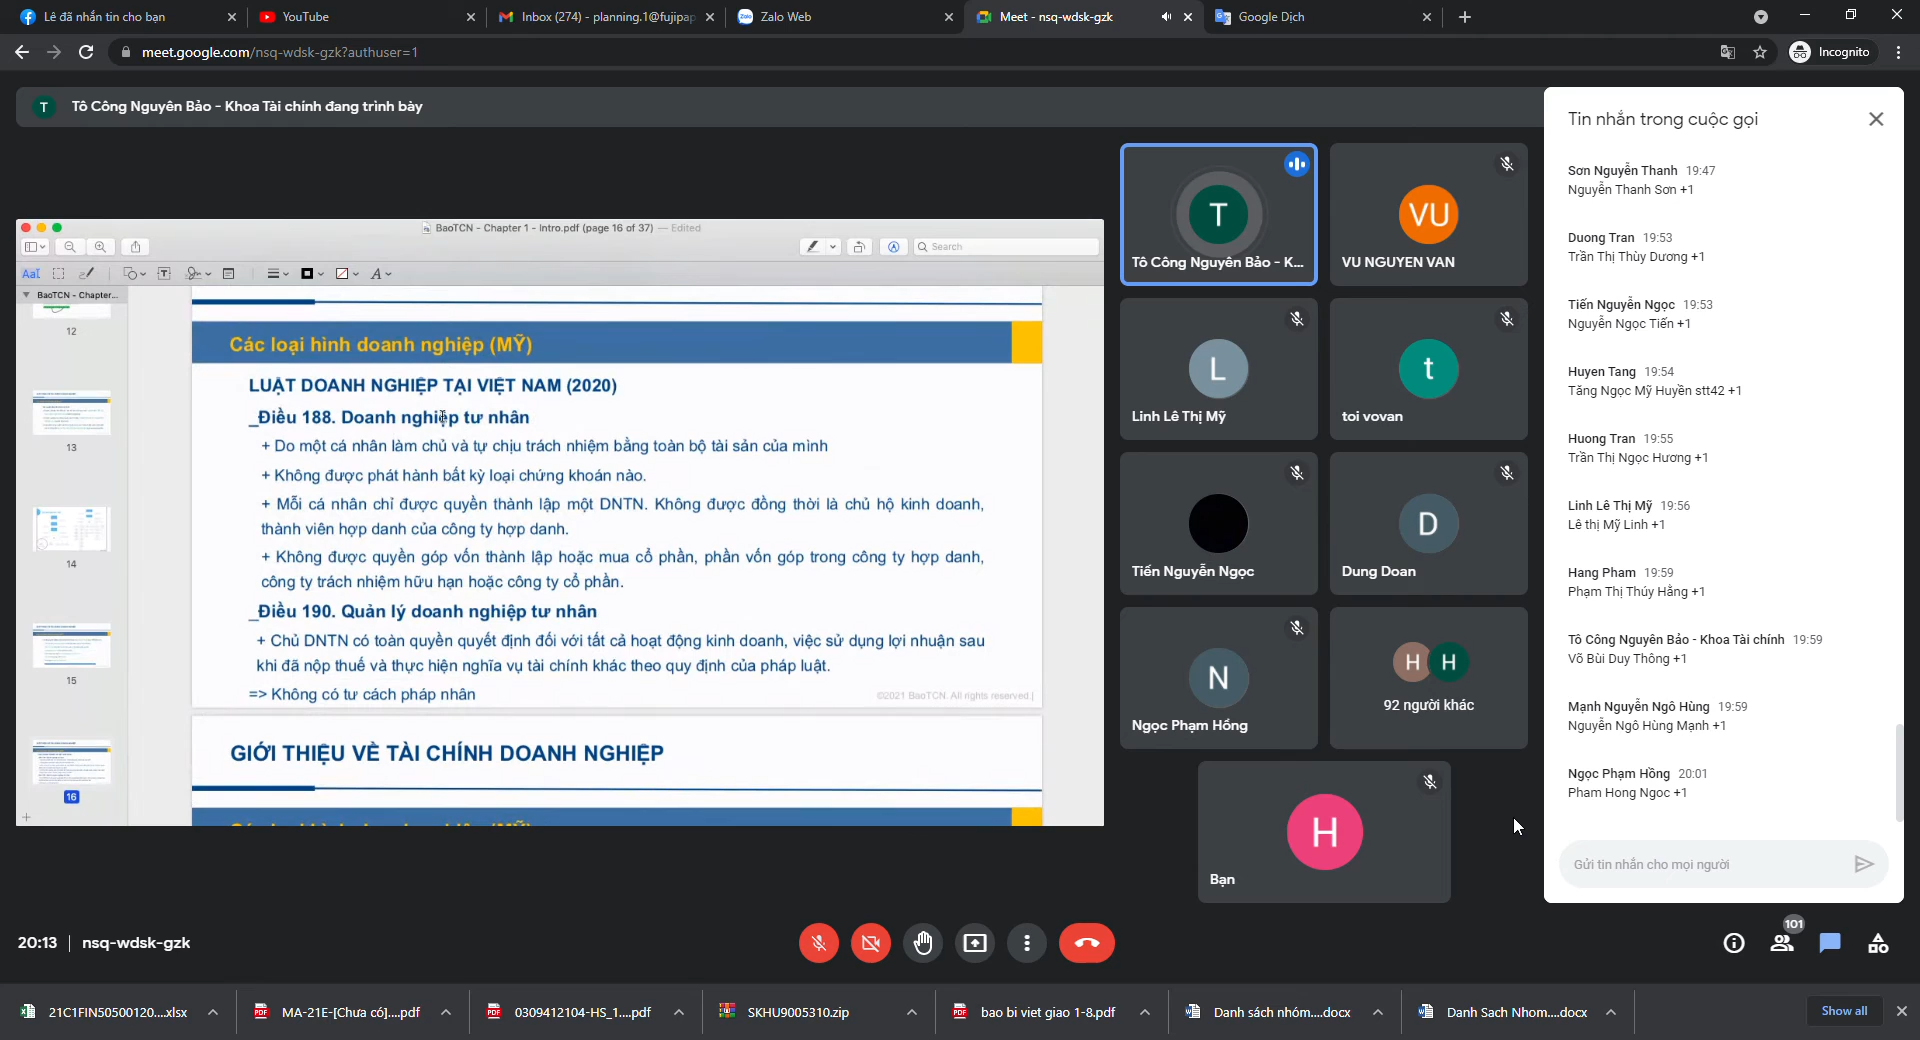 Lê đã nhắn tin cho bạn
YouTube
Inbox (274) - planning.1@fujipap
Zalo Web
Meet - nsq-wdsk-gzk
Google Dịch
meet.google.com/nsq-wdsk-gzk?authuser=1
Incognito
T
Tô Công Nguyên Bảo - Khoa Tài chính đang trình bày
BaoTCN - Chapter 1 - Intro.pdf (page 16 of 37) — Edited
Search
BaoTCN - Chapter...
12
13
14
15
16
Các loại hình doanh nghiệp (MỸ)
LUẬT DOANH NGHIỆP TẠI VIỆT NAM (2020)
_Điều 188. Doanh nghiệp tư nhân
+ Do một cá nhân làm chủ và tự chịu trách nhiệm bằng toàn bộ tài sản của mình
+ Không được phát hành bất kỳ loại chứng khoán nào.
+ Mỗi cá nhân chỉ được quyền thành lập một DNTN. Không được đồng thời là chủ hộ kinh doanh,
thành viên hợp danh của công ty hợp danh.
+ Không được quyền góp vốn thành lập hoặc mua cổ phần, phần vốn góp trong công ty hợp danh,
công ty trách nhiệm hữu hạn hoặc công ty cổ phần.
_Điều 190. Quản lý doanh nghiệp tư nhân
+ Chủ DNTN có toàn quyền quyết định đối với tất cả hoạt động kinh doanh, việc sử dụng lợi nhuận sau
khi đã nộp thuế và thực hiện nghĩa vụ tài chính khác theo quy định của pháp luật.
=> Không có tư cách pháp nhân
©2021 BaoTCN. All rights reserved.|
GIỚI THIỆU VỀ TÀI CHÍNH DOANH NGHIỆP
T
Tô Công Nguyên Bảo - K...
VU
VU NGUYEN VAN
L
Linh Lê Thị Mỹ
t
toi vovan
Tiến Nguyễn Ngọc
D
Dung Doan
N
Ngọc Phạm Hồng
H H
92 người khác
H
Bạn
Tin nhắn trong cuộc gọi
Sơn Nguyễn Thanh 19:47
Nguyễn Thanh Sơn +1
Duong Tran 19:53
Trần Thị Thùy Dương +1
Tiến Nguyễn Ngọc 19:53
Nguyễn Ngọc Tiến +1
Huyen Tang 19:54
Tăng Ngọc Mỹ Huyền stt42 +1
Huong Tran 19:55
Trần Thị Ngọc Hương +1
Linh Lê Thị Mỹ 19:56
Lê thị Mỹ Linh +1
Hang Pham 19:59
Phạm Thị Thúy Hằng +1
Tô Công Nguyên Bảo - Khoa Tài chính 19:59
Võ Bùi Duy Thông +1
Mạnh Nguyễn Ngô Hùng 19:59
Nguyễn Ngô Hùng Mạnh +1
Ngọc Phạm Hồng 20:01
Pham Hong Ngoc +1
Gửi tin nhắn cho mọi người
20:13 | nsq-wdsk-gzk
101
21C1FIN50500120....xlsx
MA-21E-[Chưa có]....pdf
0309412104-HS_1....pdf
SKHU9005310.zip
bao bi viet giao 1-8.pdf
Danh sách nhóm....docx
Danh Sach Nhom....docx
Show all